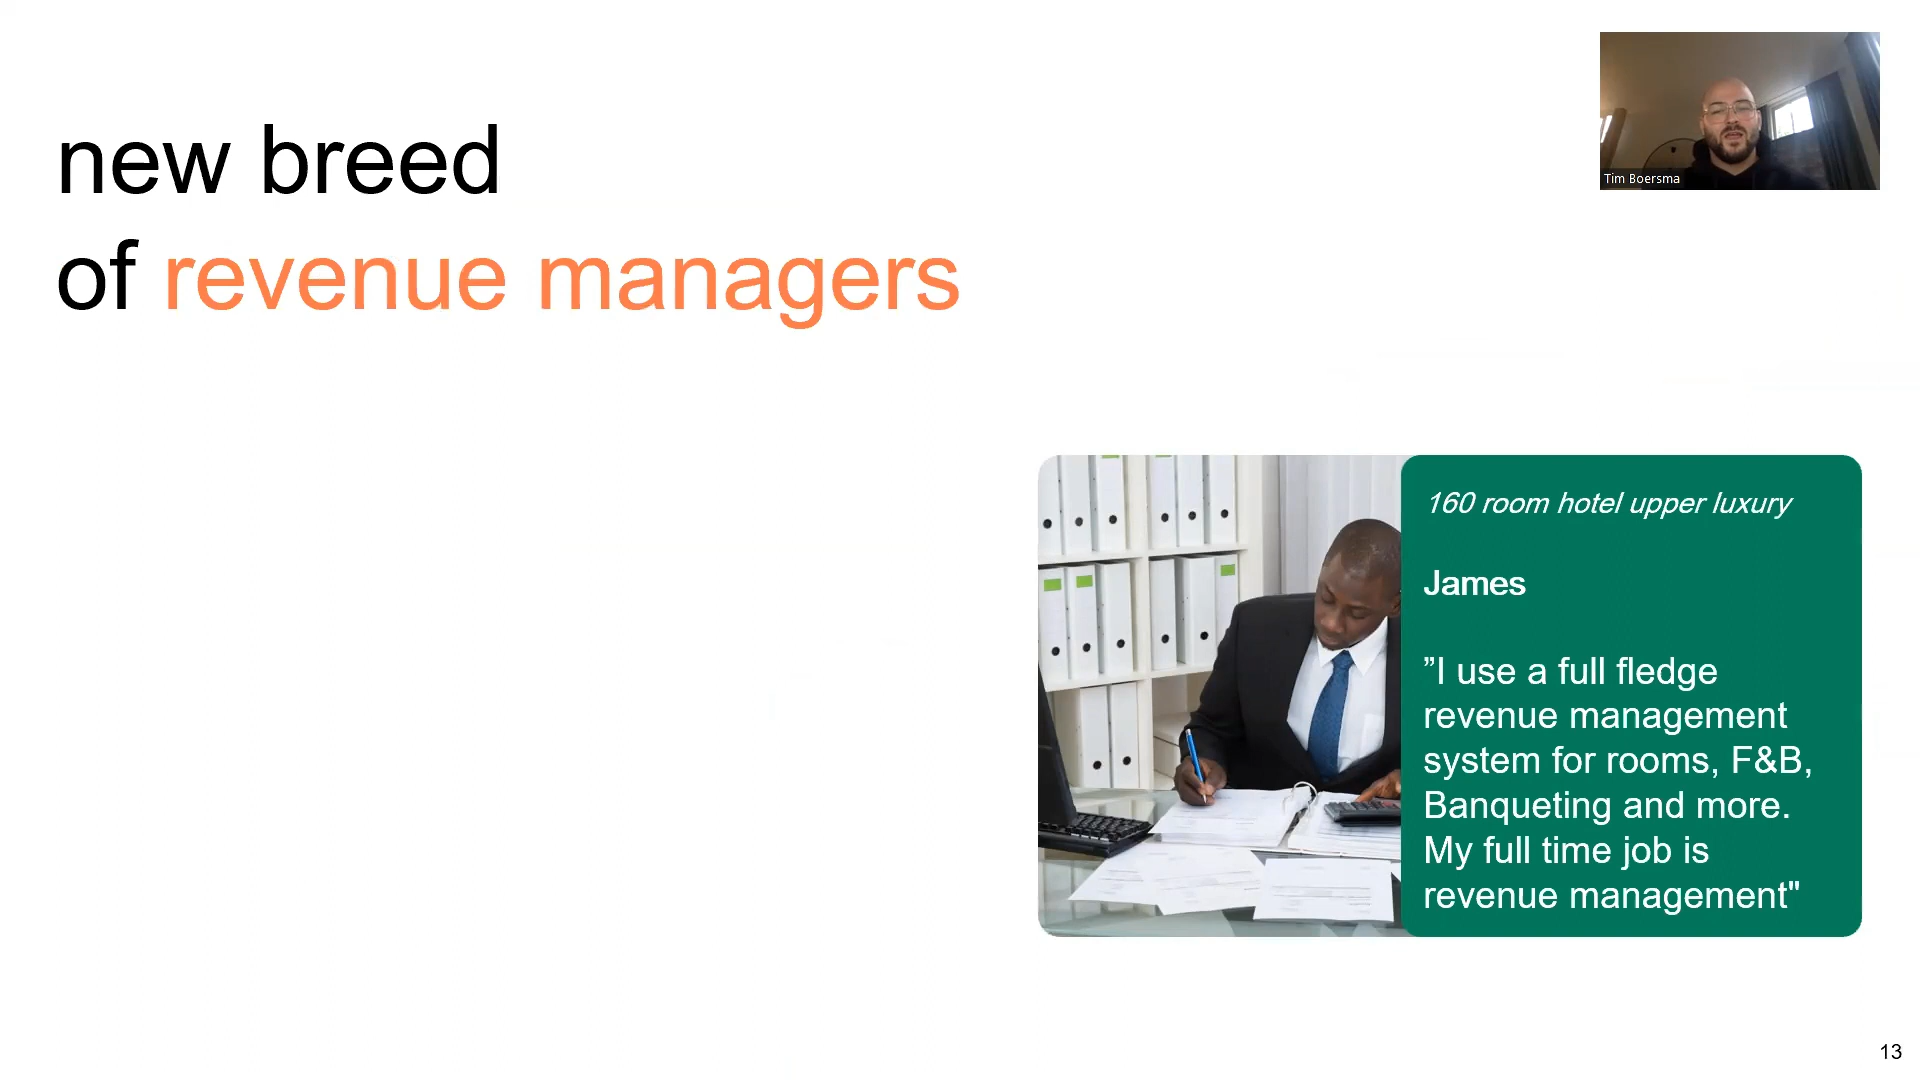 new breed
of revenue managers
Tim Boersma
160 room hotel upper luxury
James
”I use a full fledge
revenue management
system for rooms, F&B,
Banqueting and more.
My full time job is
revenue management"
13